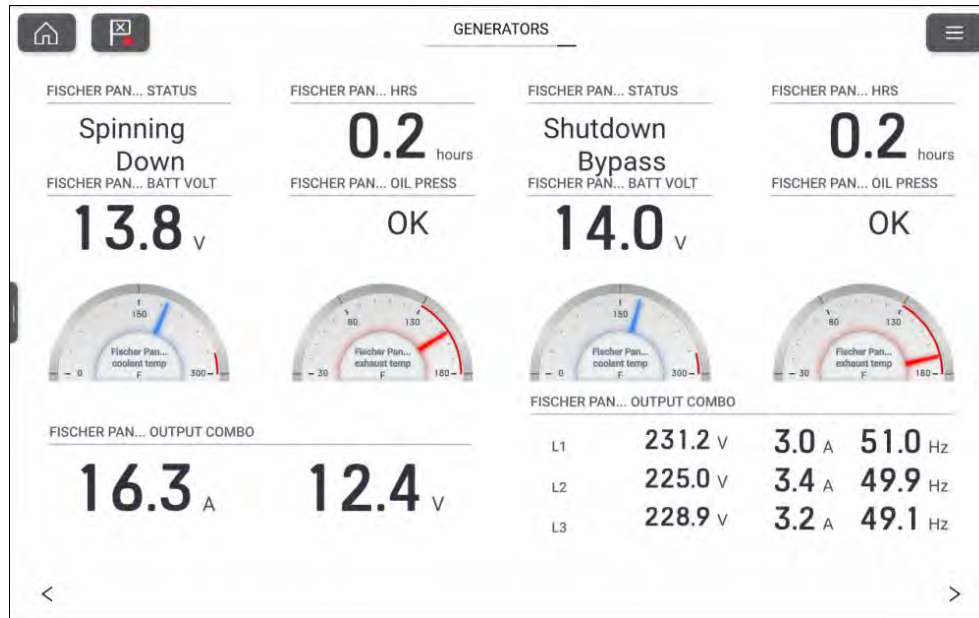 GENERATORS
FISCHER PAN... STATUS
FISCHER PAN... HRS
FISCHER PAN... STATUS
FISCHER PAN... HRS
Spinning
Down
0.2 hours
Shutdown
Bypass
0.2 hours
FISCHER PAN... BATT VOLT
FISCHER PAN... OIL PRESS
FISCHER PAN... BATT VOLT
FISCHER PAN... OIL PRESS
13.8 V
OK
14.0 V
OK
0 150 300
Fischer Pan...
coolant temp
F
30 80 130 180
Fischer Pan...
exhaust temp
F
0 150 300
Fischer Pan...
coolant temp
F
30 80 130 180
Fischer Pan...
exhaust temp
F
FISCHER PAN... OUTPUT COMBO
16.3 A 12.4 V
FISCHER PAN... OUTPUT COMBO
L1 231.2 V 3.0 A 51.0 Hz
L2 225.0 V 3.4 A 49.9 Hz
L3 228.9 V 3.2 A 49.1 Hz